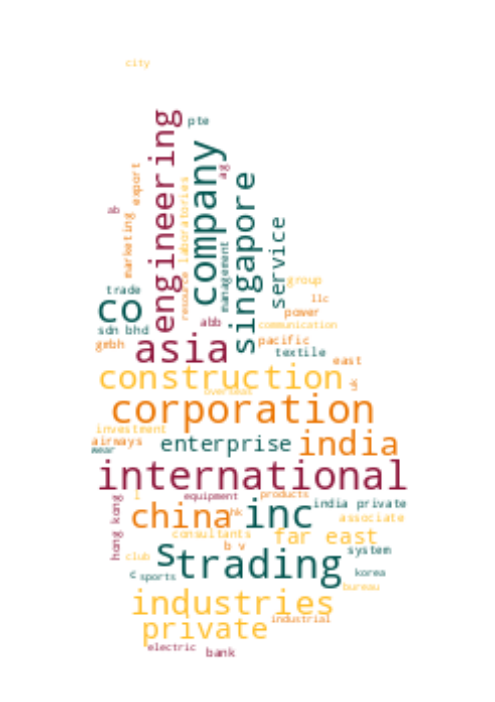 city
pte
engineering
company
ag
export
singapore
laboratories
ab
marketing
service
management
resource
group
trade
llc
co
power
abb
communication
sdn bhd
pacific
gmbh
asia
textile
east
construction
uk
overseas
corporation
investment
airways
enterprise
india
wear
international
equipment
products
hong kong
india private
china
hk
inc
associate
consultants
far east
b v
system
club
s
trading
c
sports
korea
bureau
industries
industrial
private
electric
bank